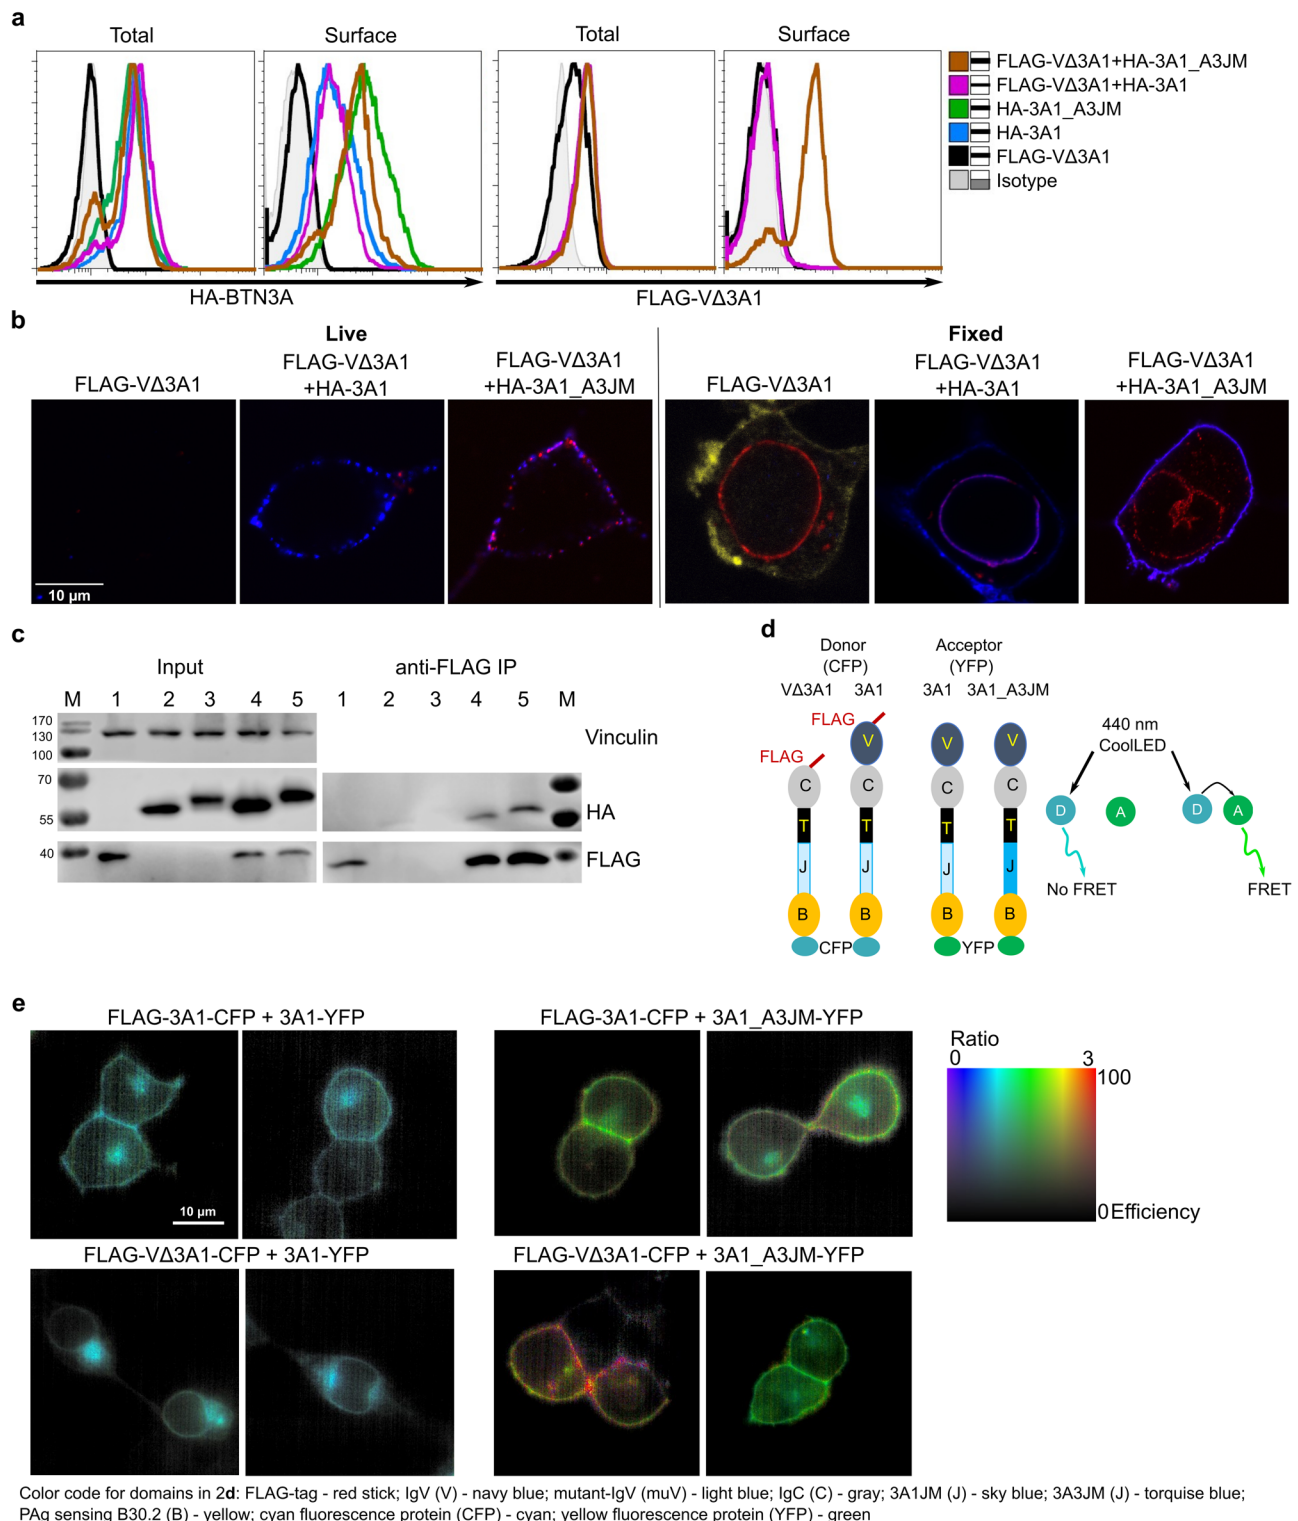 a
Total
Surface
Total
Surface
FLAG-VΔ3A1+HA-3A1_A3JM
FLAG-VΔ3A1+HA-3A1
HA-3A1_A3JM
HA-3A1
FLAG-VΔ3A1
Isotype
HA-BTN3A
FLAG-VΔ3A1
b
Live
Fixed
FLAG-VΔ3A1
FLAG-VΔ3A1
+HA-3A1
FLAG-VΔ3A1
+HA-3A1_A3JM
FLAG-VΔ3A1
FLAG-VΔ3A1
+HA-3A1
FLAG-VΔ3A1
+HA-3A1_A3JM
10 µm
c
Input
anti-FLAG IP
M 1 2 3 4 5 1 2 3 4 5 M
170
130
100
70
55
40
Vinculin
HA
FLAG
d
Donor
(CFP)
Acceptor
(YFP)
VΔ3A1 3A1 3A1 3A1_A3JM
FLAG
FLAG
V V V
C C C C
T T T T
J J J J
B B B B
CFP YFP
440 nm
CoolLED
D A D A
No FRET
FRET
e
FLAG-3A1-CFP + 3A1-YFP
FLAG-3A1-CFP + 3A1_A3JM-YFP
10 µm
Ratio
0 3
100
0 Efficiency
FLAG-VΔ3A1-CFP + 3A1-YFP
FLAG-VΔ3A1-CFP + 3A1_A3JM-YFP
Color code for domains in 2d: FLAG-tag - red stick; IgV (V) - navy blue; mutant-IgV (muV) - light blue; IgC (C) - gray; 3A1JM (J) - sky blue; 3A3JM (J) - torquise blue;
PAg sensing B30.2 (B) - yellow; cyan fluorescence protein (CFP) - cyan; yellow fluorescence protein (YFP) - green